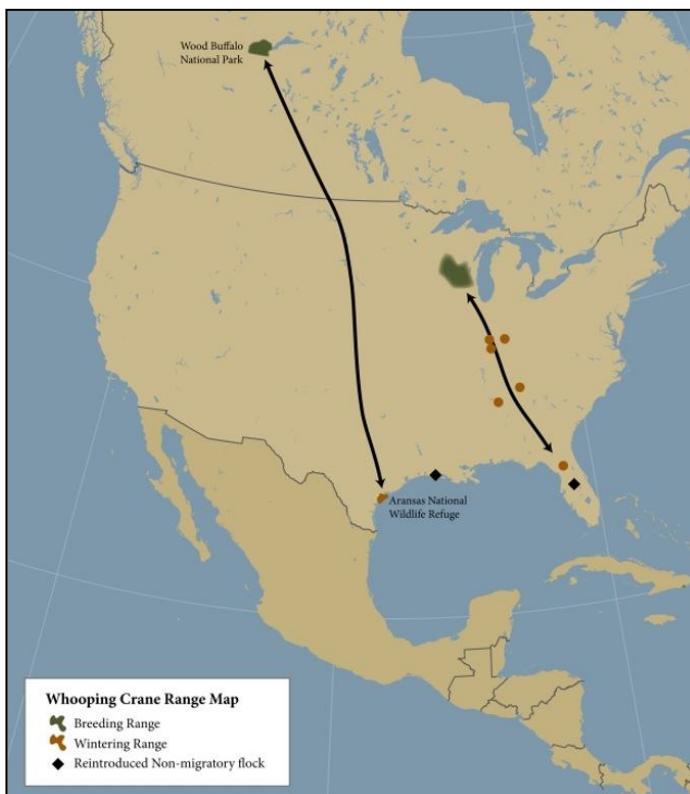 Wood Buffalo
National Park
Aransas National
Wildlife Refuge
Whooping Crane Range Map
Breeding Range
Wintering Range
Reintroduced Non-migratory flock